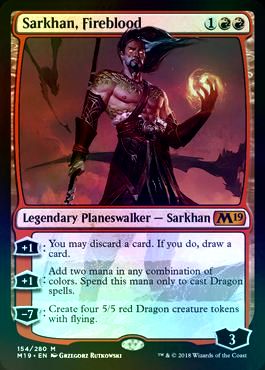 Sarkhan, Fireblood 1
Legendary Planeswalker — Sarkhan M19
+1 : You may discard a card. If you do, draw a
card.
+1 : Add two mana in any combination of
colors. Spend this mana only to cast Dragon
spells.
-7 : Create four 5/5 red Dragon creature tokens
with flying.
3
154/280 M
M19 • EN GRZEGORZ RUTKOWSKI ™ & © 2018 Wizards of the Coast